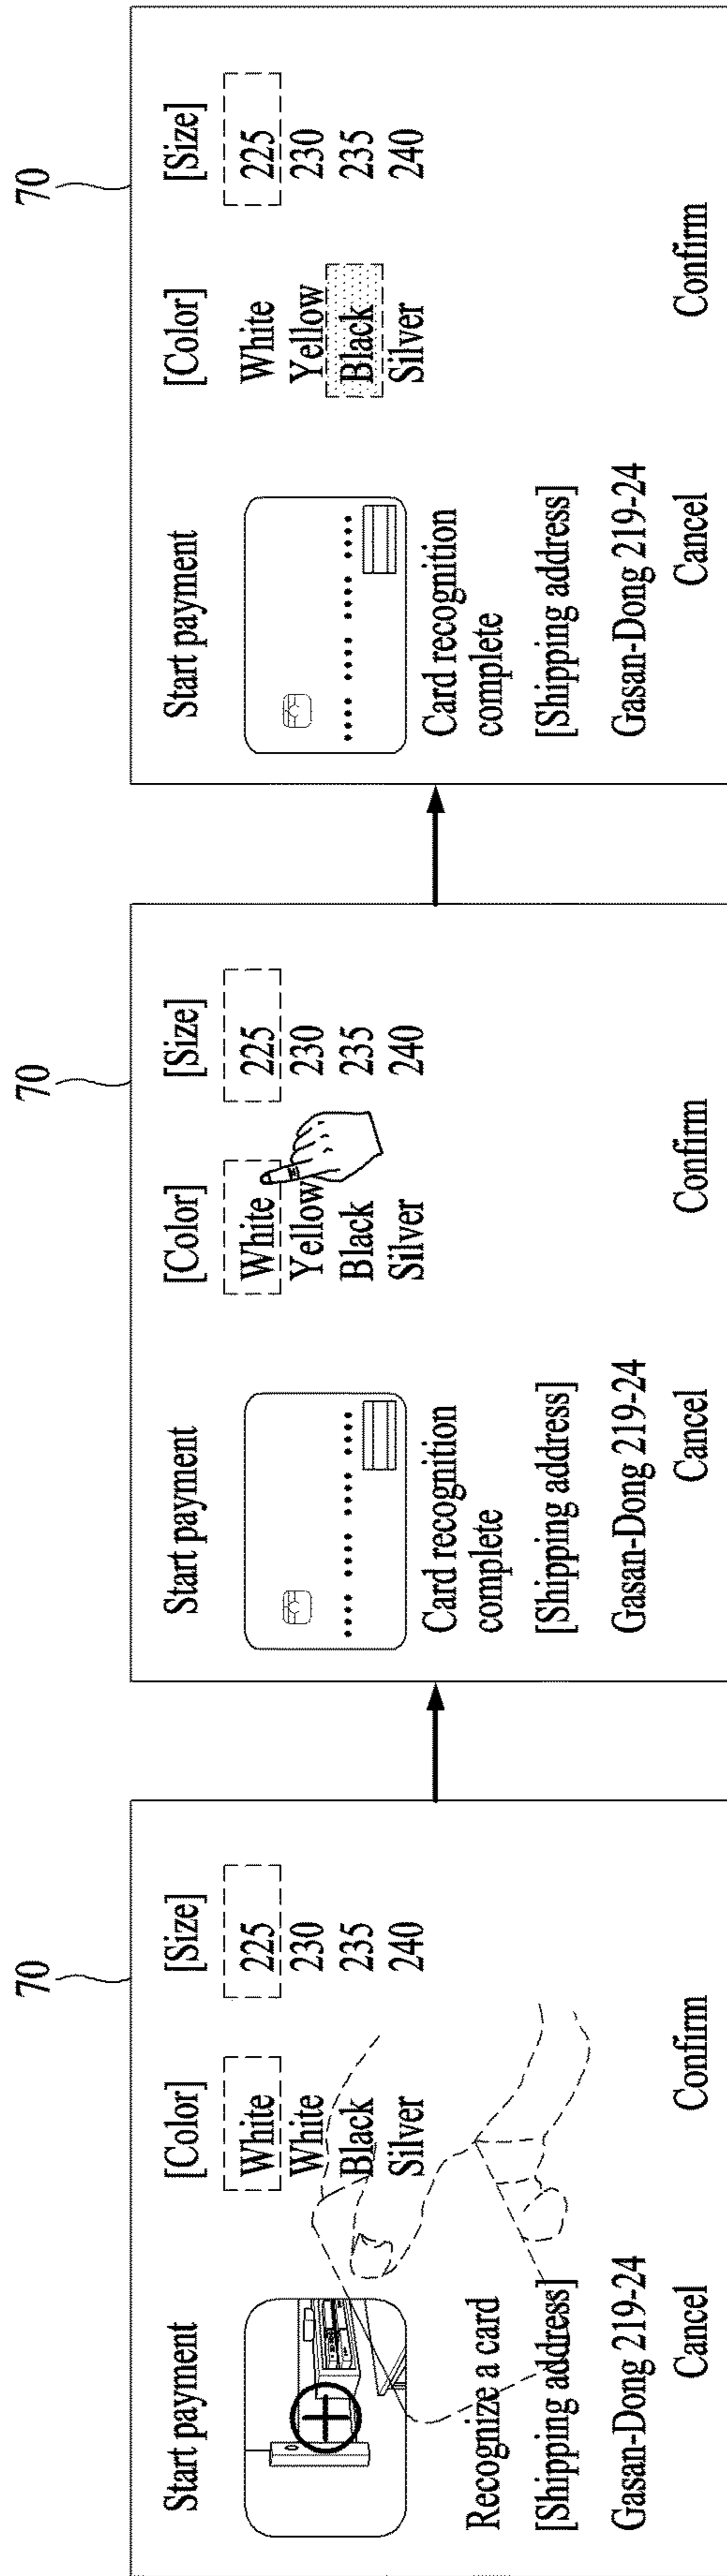 70
Start payment
[Color]
[Size]
White
225
White
230
Black
235
Silver
240
Recognize a card
[Shipping address]
Gasan-Dong 219-24
Cancel
Confirm
70
Start payment
[Color]
[Size]
White
225
Yellow
230
Black
235
Silver
240
Card recognition
complete
[Shipping address]
Gasan-Dong 219-24
Cancel
Confirm
70
Start payment
[Color]
[Size]
White
225
Yellow
230
Black
235
Silver
240
Card recognition
complete
[Shipping address]
Gasan-Dong 219-24
Cancel
Confirm